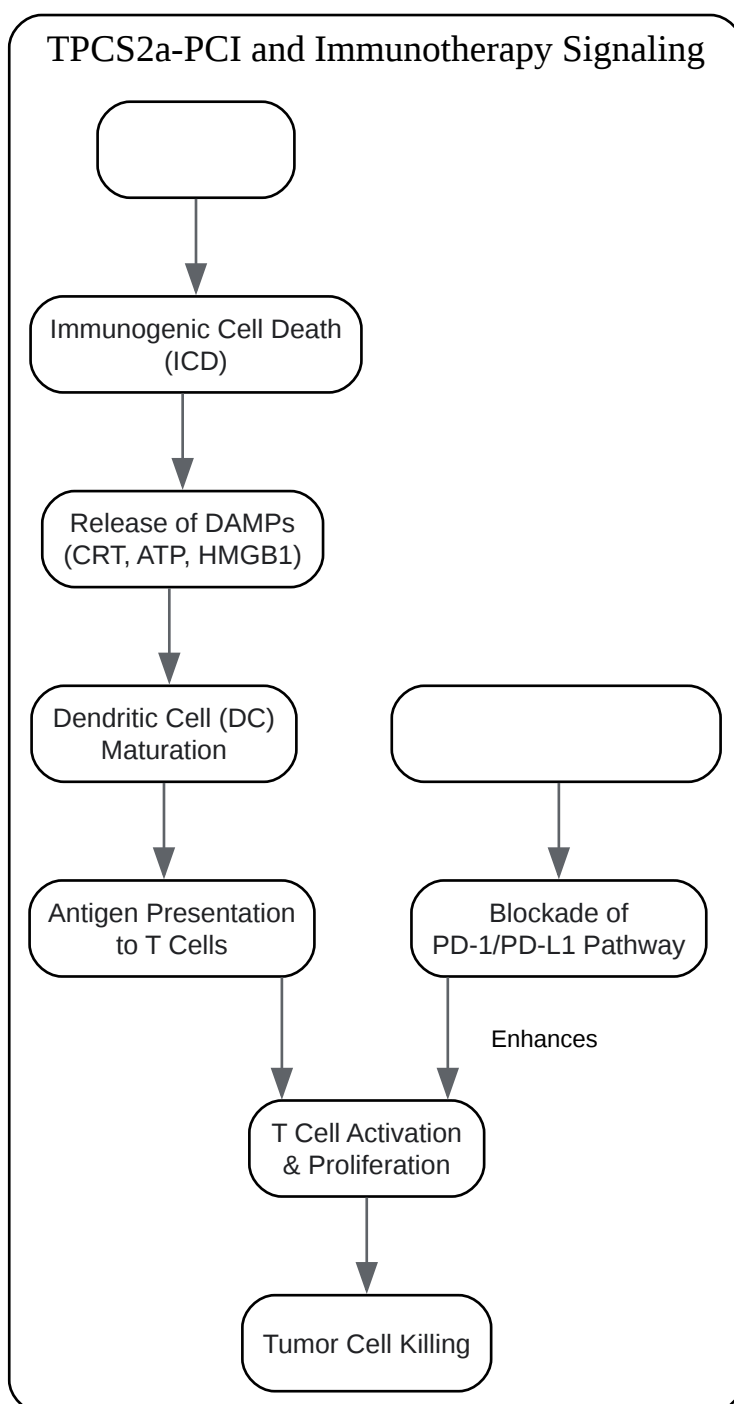 TPCS2a-PCI and Immunotherapy Signaling
Immunogenic Cell Death
(ICD)
Release of DAMPs
(CRT, ATP, HMGB1)
Dendritic Cell (DC)
Maturation
Antigen Presentation
to T Cells
Blockade of
PD-1/PD-L1 Pathway
Enhances
T Cell Activation
& Proliferation
Tumor Cell Killing